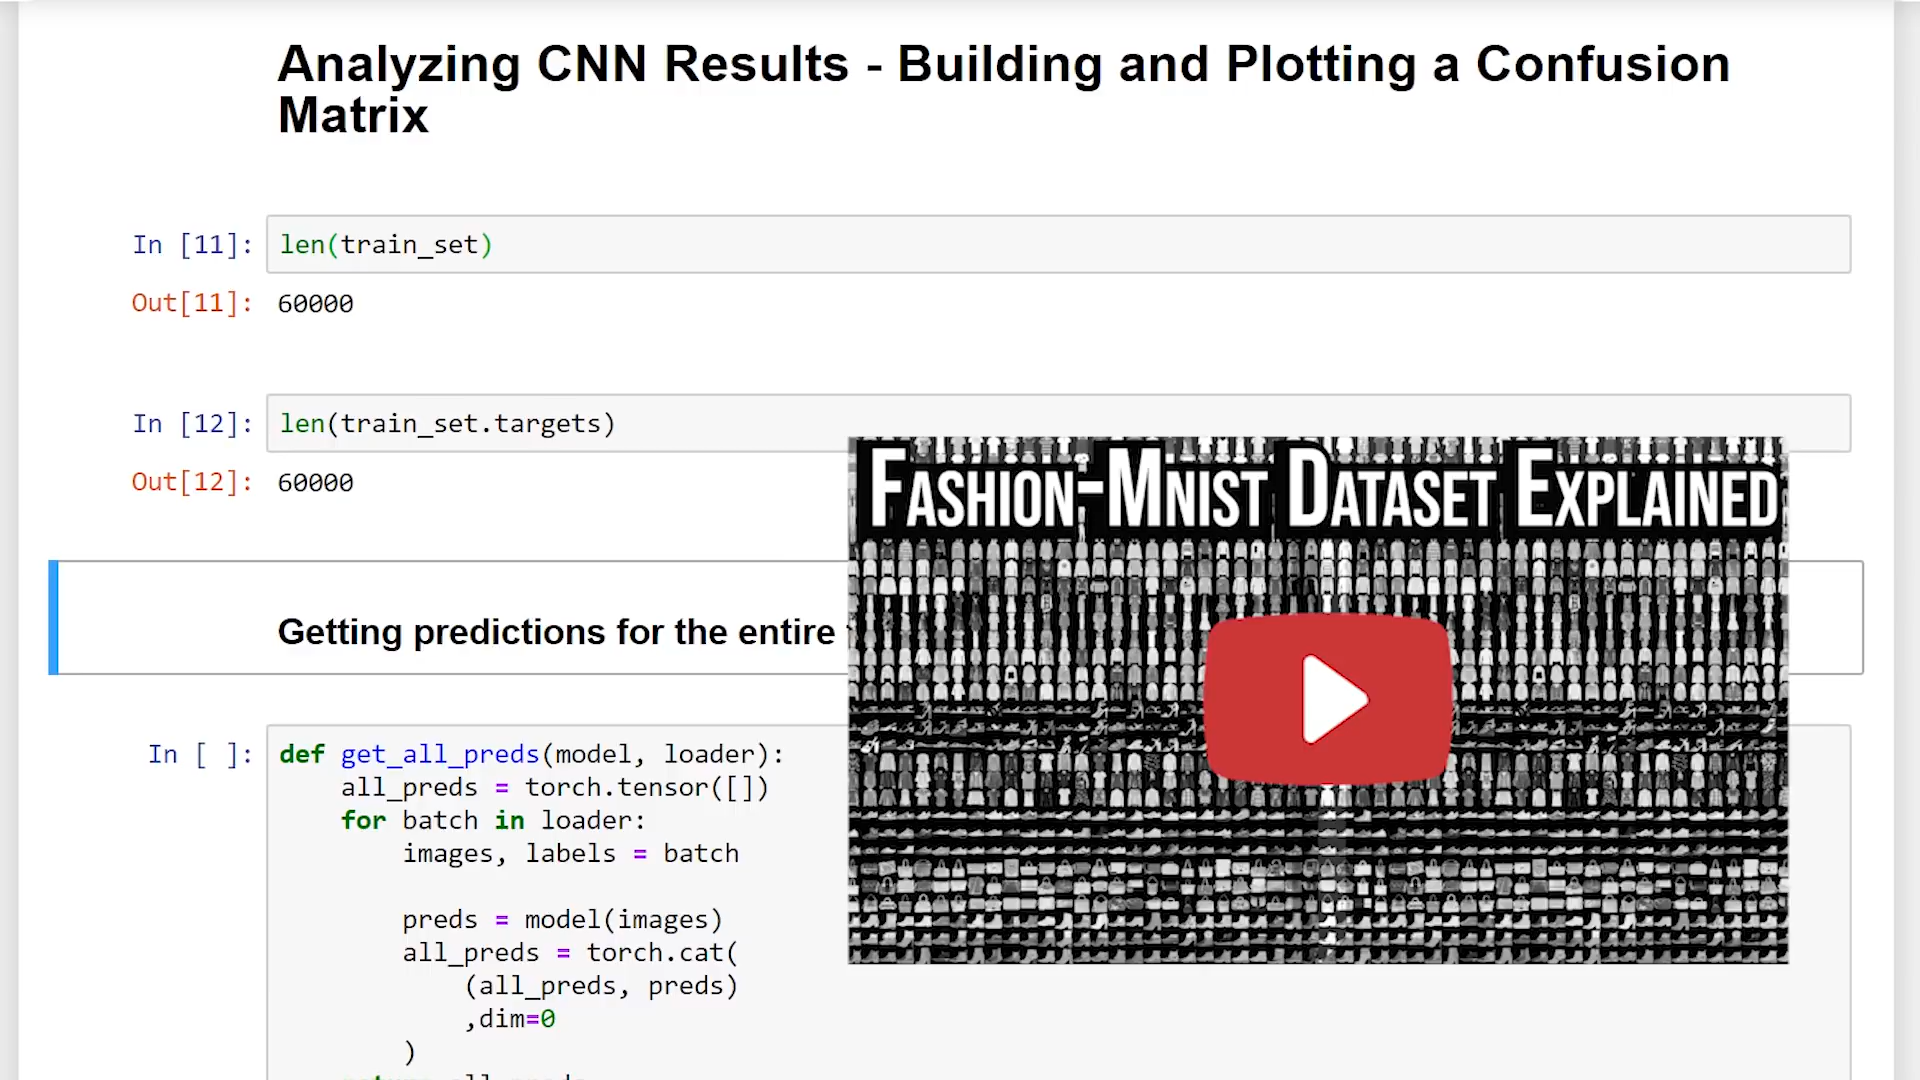 Analyzing CNN Results - Building and Plotting a Confusion
Matrix
In [11]: len(train_set)
Out[11]: 60000
In [12]: len(train_set.targets)
Out[12]: 60000
FASHION-MNIST DATASET EXPLAINED
Getting predictions for the entire
In [ ]: def get_all_preds(model, loader):
all_preds = torch.tensor([])
for batch in loader:
images, labels = batch
preds = model(images)
all_preds = torch.cat(
(all_preds, preds)
,dim=0
)